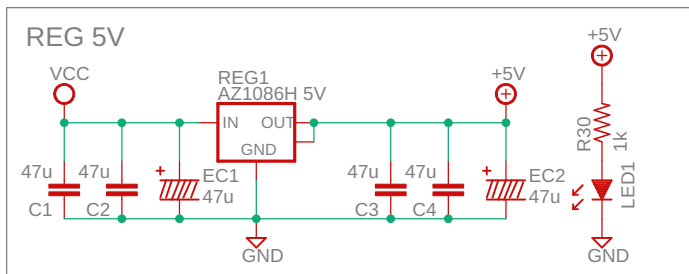 REG 5V
+5V
VCC
REG1
AZ1086H 5V
+5V
IN
OUT
GND
R30
1k
47u
47u
EC1
47u
C1
C2
47u
47u
EC2
47u
C3
C4
LED1
GND
GND
+
+